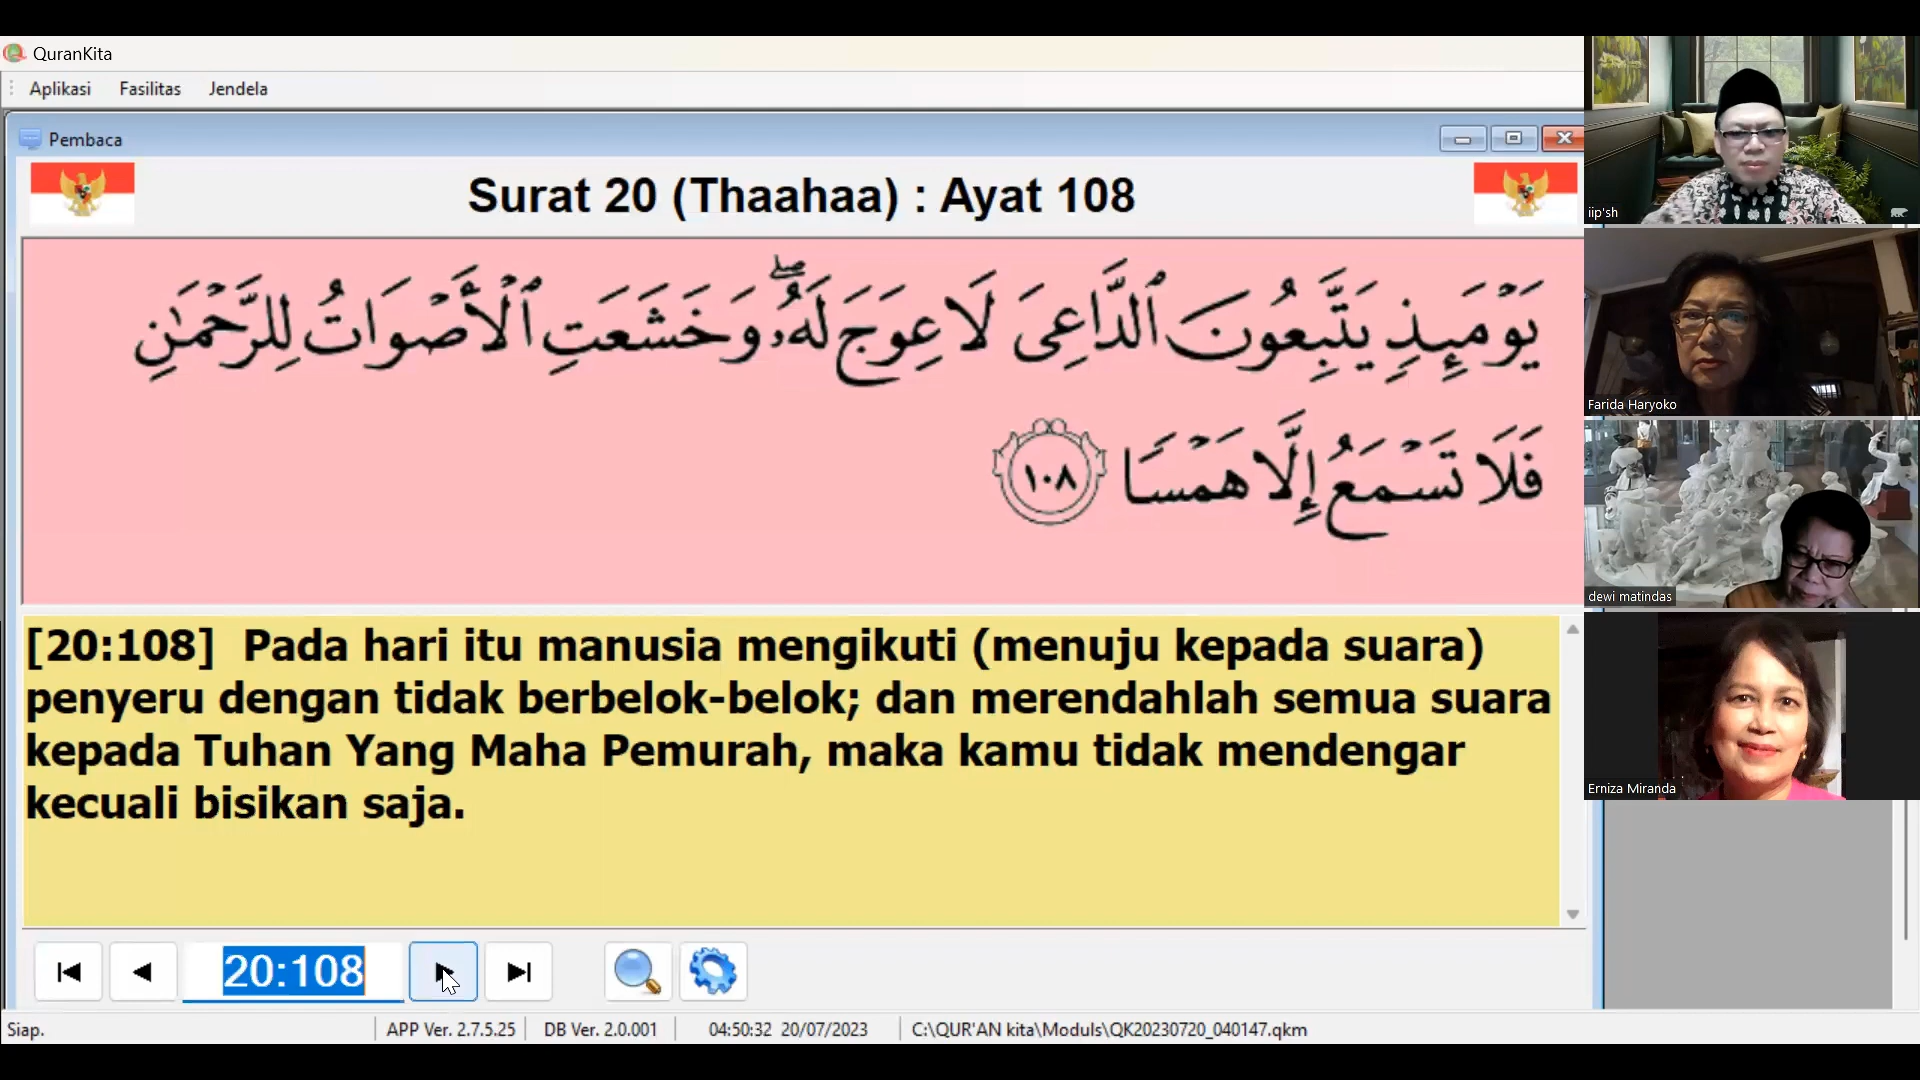 QuranKita
Aplikasi Fasilitas Jendela
Pembaca
Surat 20 (Thaahaa) : Ayat 108
يَوْمَئِذٍ يَتَّبِعُونَ ٱلدَّاعِىَ لَا عِوَجَ لَهُۥ ۖ وَخَشَعَتِ ٱلْأَصْوَاتُ لِلرَّحْمَـٰنِ
فَلَا تَسْمَعُ إِلَّا هَمْسًا ١٠٨
[20:108] Pada hari itu manusia mengikuti (menuju kepada suara)
penyeru dengan tidak berbelok-belok; dan merendahlah semua suara
kepada Tuhan Yang Maha Pemurah, maka kamu tidak mendengar
kecuali bisikan saja.
20:108
Siap. APP Ver. 2.7.5.25 DB Ver. 2.0.001 04:50:32 20/07/2023 C:\QUR'AN kita\Moduls\QK20230720_040147.qkm
iip'sh
Farida Haryoko
dewi matindas
Erniza Miranda